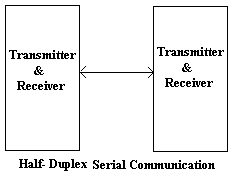 Transmitter
&
Receiver
Transmitter
&
Receiver
Half- Duplex Serial Communication